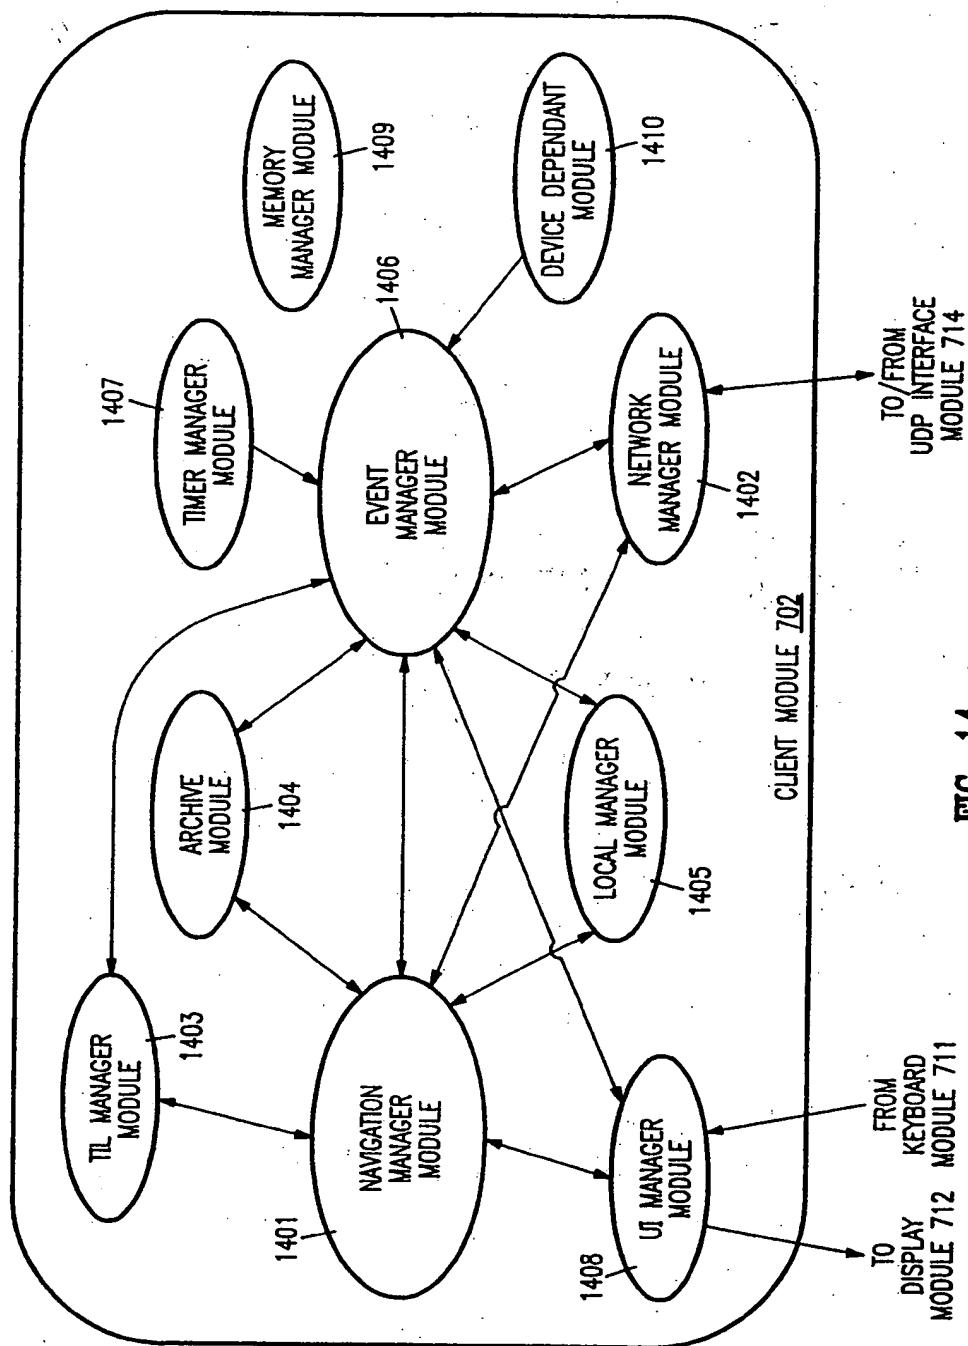 TIL MANAGER
MODULE
1403
ARCHIVE
MODULE
1404
TIMER MANAGER
MODULE
1407
MEMORY
MANAGER MODULE
1409
NAVIGATION
MANAGER
MODULE
1401
EVENT
MANAGER
MODULE
1406
UI MANAGER
MODULE
1408
LOCAL MANAGER
MODULE
1405
NETWORK
MANAGER MODULE
1402
DEVICE DEPENDANT
MODULE
1410
CLIENT MODULE 702
TO
DISPLAY
MODULE 712
FROM
KEYBOARD
MODULE 711
TO/FROM
UDP INTERFACE
MODULE 714
FIG. 14